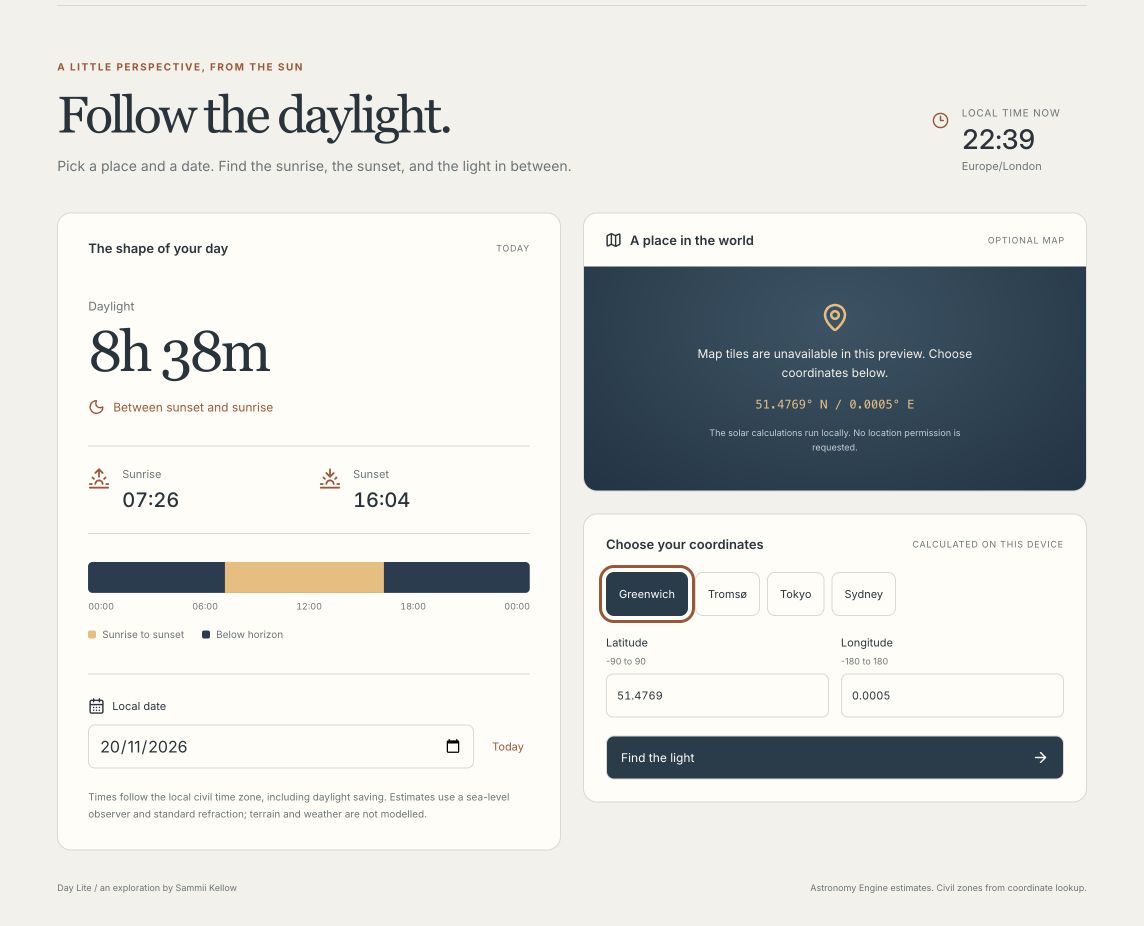 A LITTLE PERSPECTIVE, FROM THE SUN
Follow the daylight.
Pick a place and a date. Find the sunrise, the sunset, and the light in between.
LOCAL TIME NOW
22:39
Europe/London
The shape of your day
TODAY
Daylight
8h 38m
Between sunset and sunrise
Sunrise
07:26
Sunset
16:04
00:00 06:00 12:00 18:00 00:00
Sunrise to sunset
Below horizon
Local date
20/11/2026
Today
Times follow the local civil time zone, including daylight saving. Estimates use a sea-level
observer and standard refraction; terrain and weather are not modelled.
A place in the world
OPTIONAL MAP
Map tiles are unavailable in this preview. Choose
coordinates below.
51.4769° N / 0.0005° E
The solar calculations run locally. No location permission is
requested.
Choose your coordinates
CALCULATED ON THIS DEVICE
Greenwich
Tromsø
Tokyo
Sydney
Latitude
-90 to 90
51.4769
Longitude
-180 to 180
0.0005
Find the light
Day Lite / an exploration by Sammii Kellow
Astronomy Engine estimates. Civil zones from coordinate lookup.